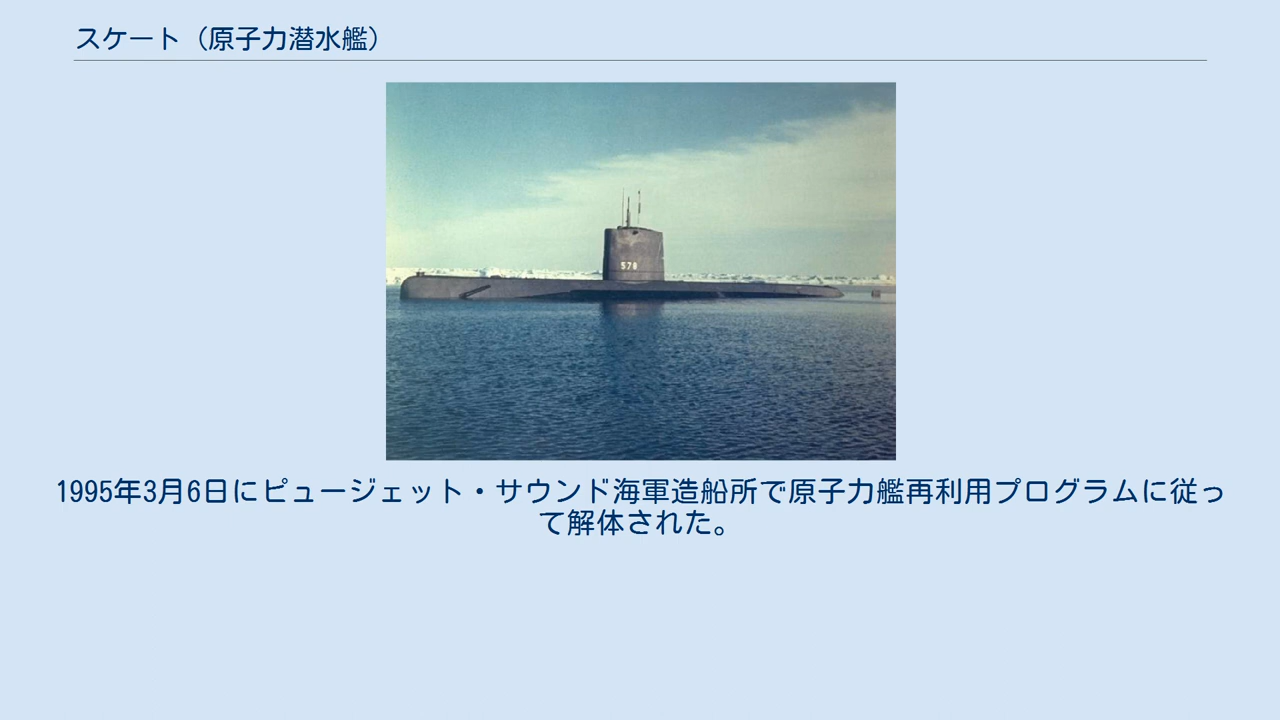 スケート（原子力潜水艦）
578
1995年3月6日にピュージェット・サウンド海軍造船所で原子力艦再利用プログラムに従っ
て解体された。